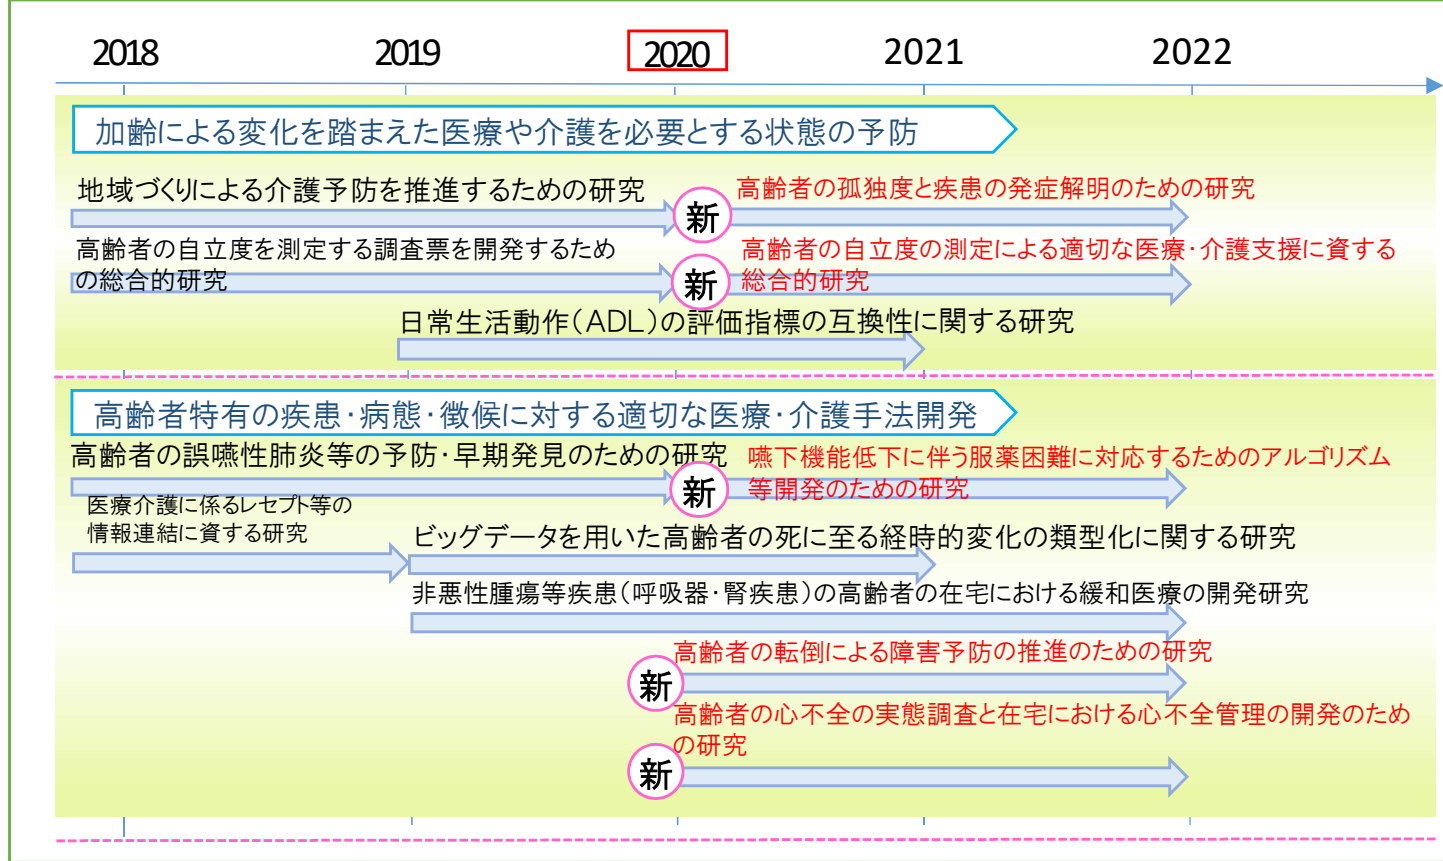 2018 2019 2020 2021 2022
加齢による変化を踏まえた医療や介護を必要とする状態の予防
地域づくりによる介護予防を推進するための研究
新
高齢者の孤独度と疾患の発症解明のための研究
高齢者の自立度を測定する調査票を開発するため
の総合的研究
新
高齢者の自立度の測定による適切な医療・介護支援に資する
総合的研究
日常生活動作(ADL)の評価指標の互換性に関する研究
高齢者特有の疾患・病態・徴候に対する適切な医療・介護手法開発
高齢者の誤嚥性肺炎等の予防・早期発見のための研究
新
嚥下機能低下に伴う服薬困難に対応するためのアルゴリズム
等開発のための研究
医療介護に係るレセプト等の
情報連結に資する研究
ビッグデータを用いた高齢者の死に至る経時的変化の類型化に関する研究
非悪性腫瘍等疾患(呼吸器・腎疾患)の高齢者の在宅における緩和医療の開発研究
高齢者の転倒による障害予防の推進のための研究
新
高齢者の心不全の実態調査と在宅における心不全管理の開発のため
の研究
新